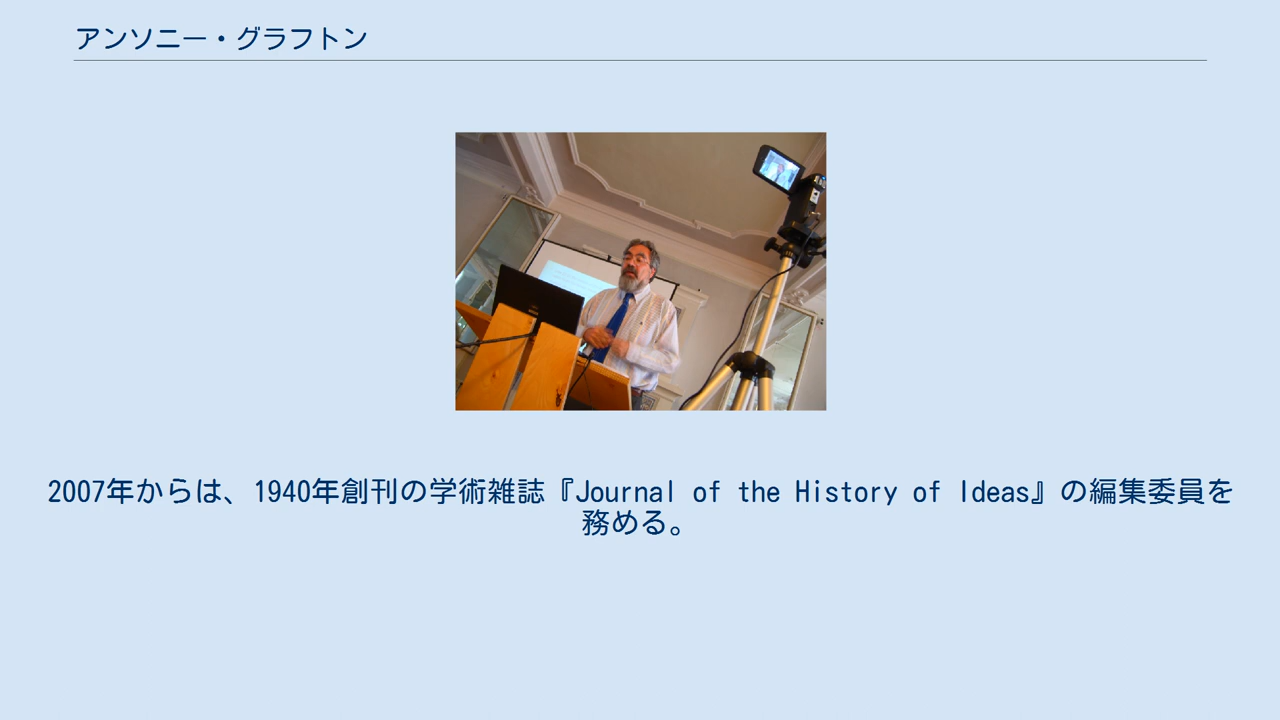 アンソニー・グラフトン
2007年からは、1940年創刊の学術雑誌『Journal of the History of Ideas』の編集委員を
務める。